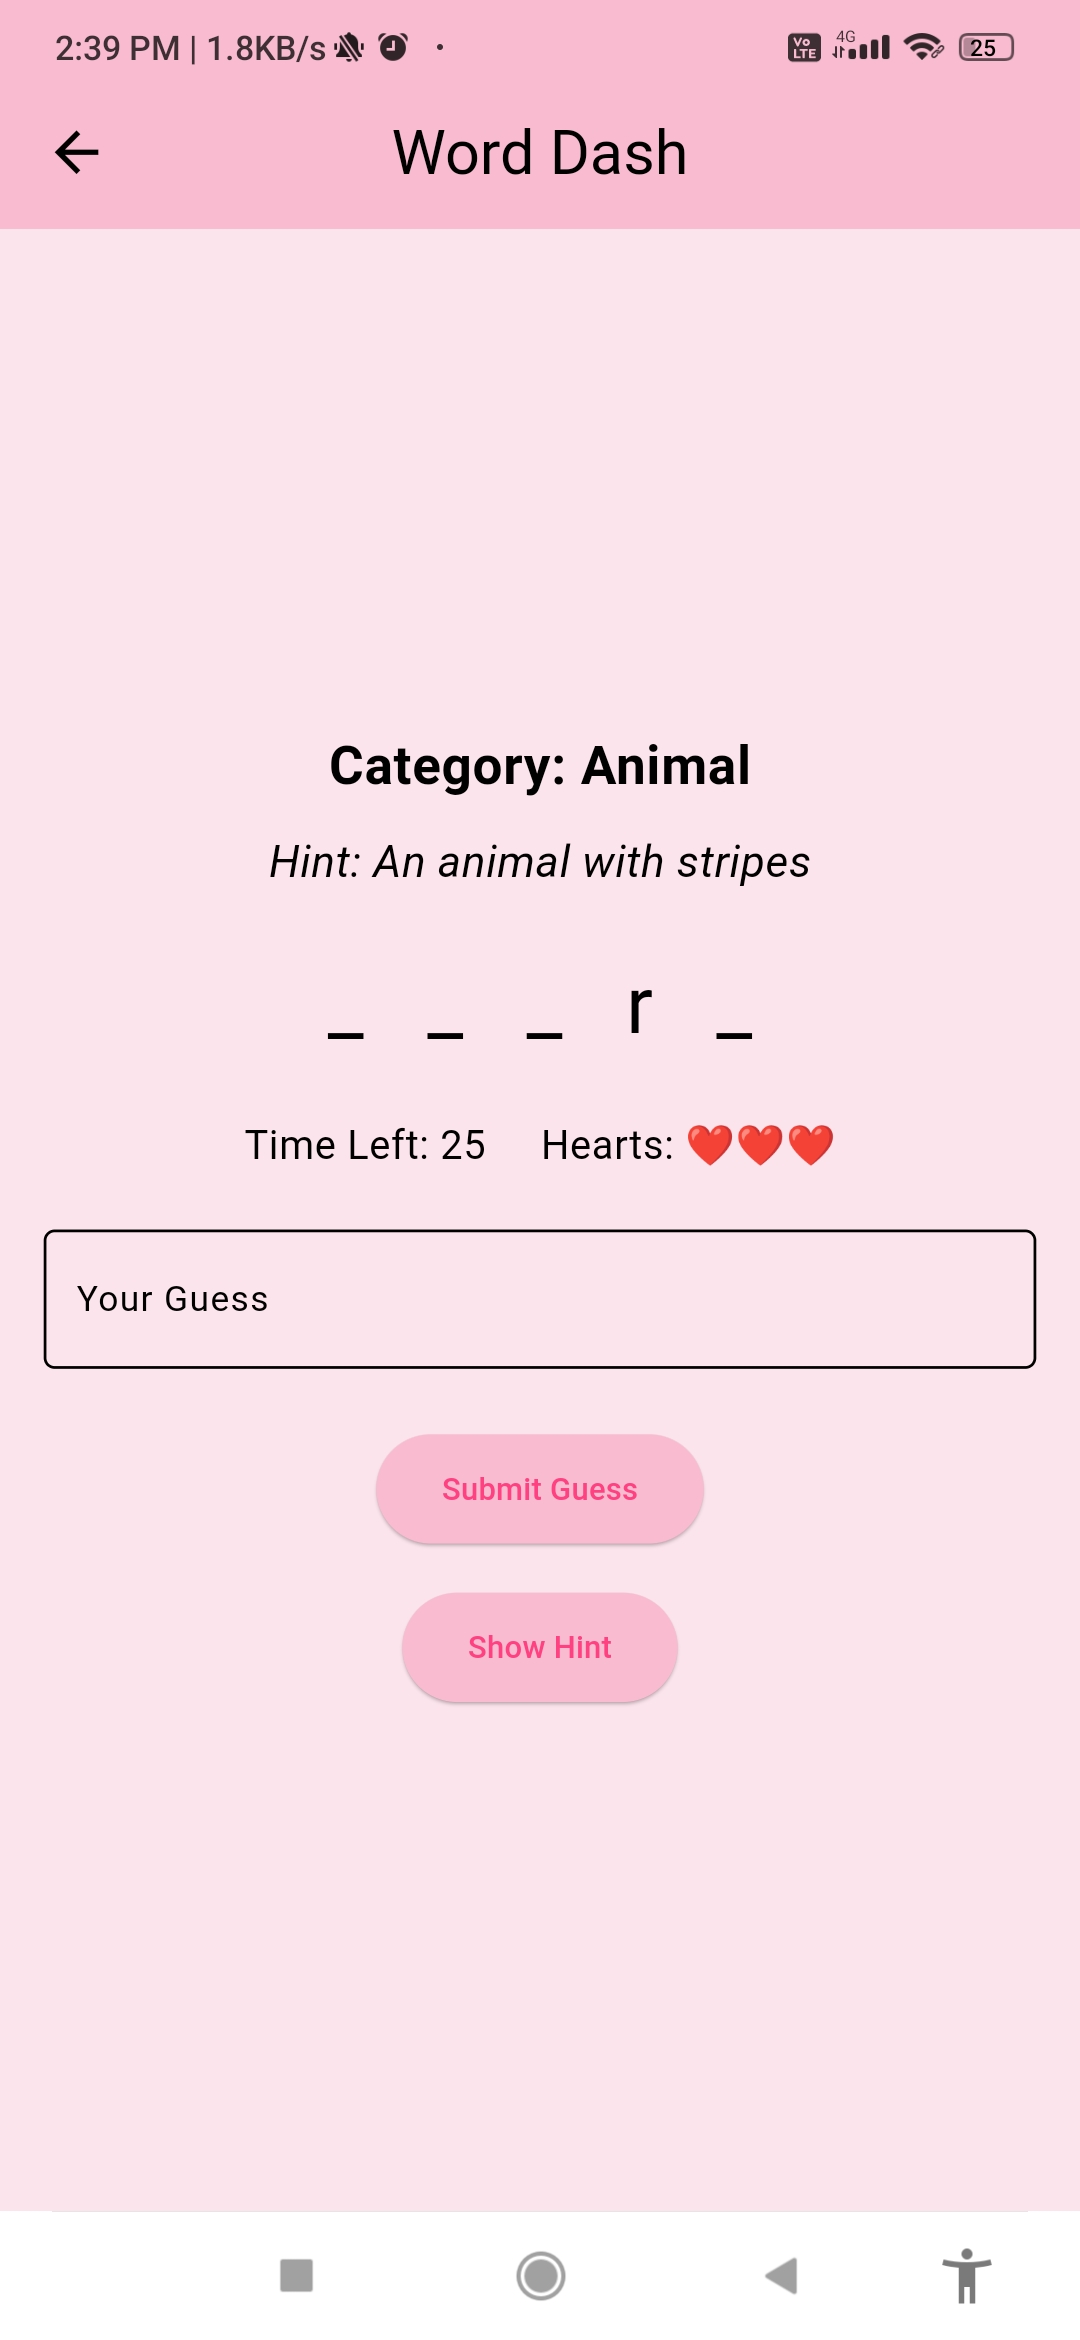 2:39 PM | 1.8KB/s
Vo LTE 4G 25
Word Dash
Category: Animal
Hint: An animal with stripes
_ _ _ r _
Time Left: 25 Hearts: ❤️❤️❤️
Your Guess
Submit Guess
Show Hint